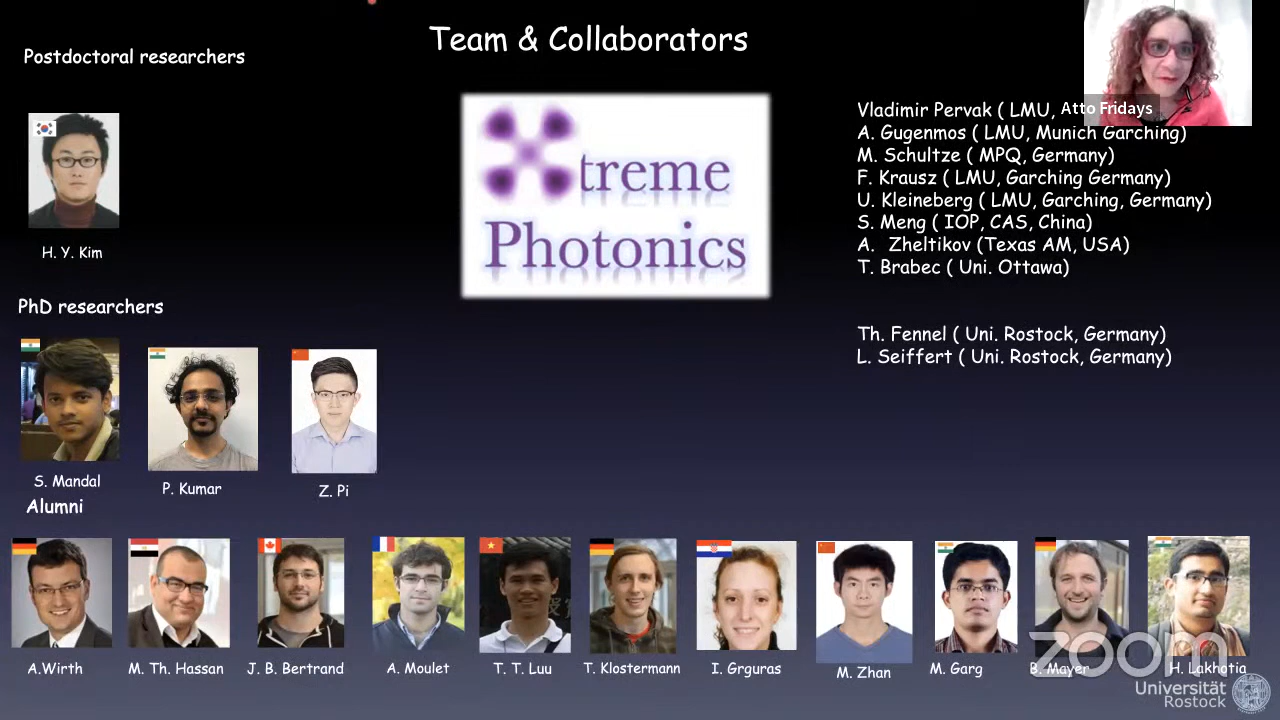 Team & Collaborators
Postdoctoral researchers
H. Y. Kim
PhD researchers
S. Mandal
P. Kumar
Z. Pi
Xtreme
Photonics
Vladimir Pervak ( LMU,
Atto Fridays
A. Gugenmos ( LMU, Munich Garching)
M. Schultze ( MPQ, Germany)
F. Krausz ( LMU, Garching Germany)
U. Kleineberg ( LMU, Garching, Germany)
S. Meng ( IOP, CAS, China)
A. Zheltikov (Texas AM, USA)
T. Brabec ( Uni. Ottawa)
Th. Fennel ( Uni. Rostock, Germany)
L. Seiffert ( Uni. Rostock, Germany)
Alumni
A.Wirth
M. Th. Hassan
J. B. Bertrand
A. Moulet
T. T. Luu
T. Klostermann
I. Grguras
M. Zhan
M. Garg
B. Mayer
H. Lakhotia
zoom
Universität
Rostock